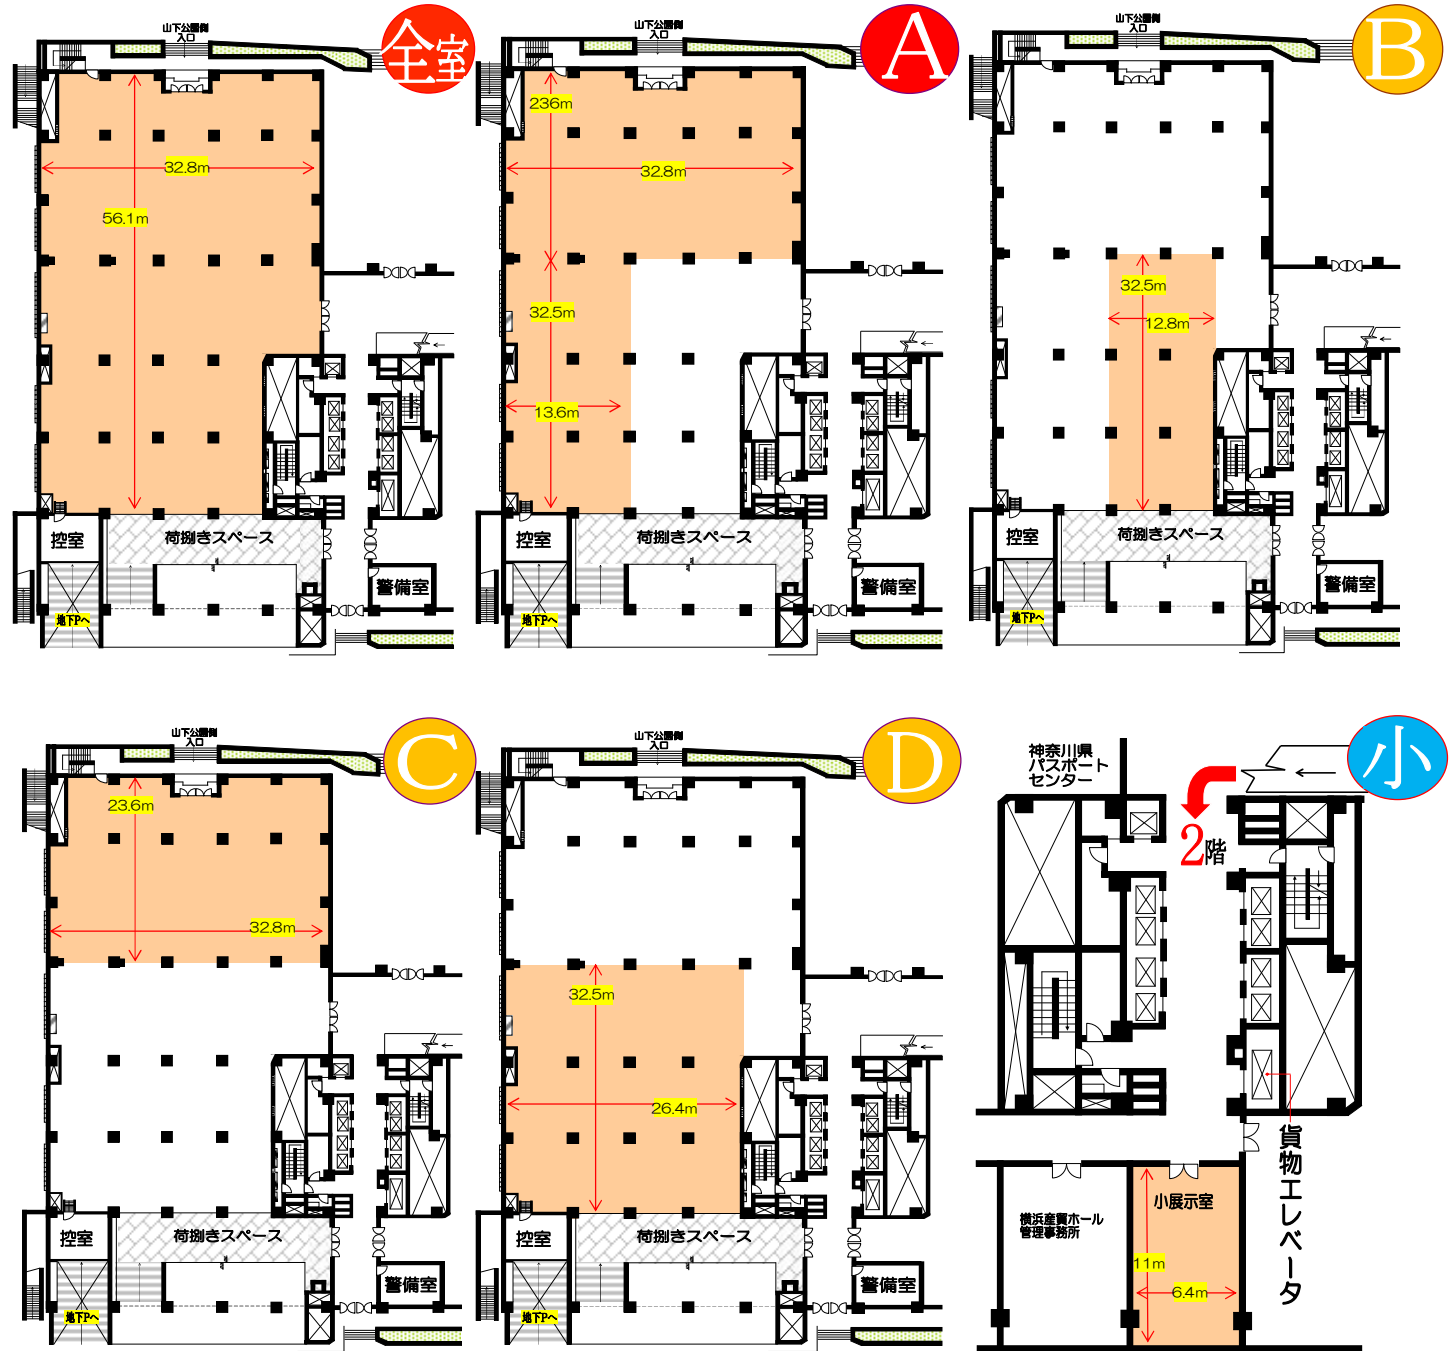 山下公園側
入口
全室
32.8m
56.1m
控室
荷捌きスペース
警備室
地下Pへ
山下公園側
入口
A
236m
32.8m
32.5m
13.6m
控室
荷捌きスペース
警備室
地下Pへ
山下公園側
入口
B
32.5m
12.8m
控室
荷捌きスペース
警備室
地下Pへ
山下公園側
入口
C
23.6m
32.8m
控室
荷捌きスペース
警備室
地下Pへ
山下公園側
入口
D
32.5m
26.4m
控室
荷捌きスペース
警備室
地下Pへ
小
神奈川県
パスポート
センター
2階
貨物エレベータ
横浜産貿ホール
管理事務所
小展示室
11m
6.4m